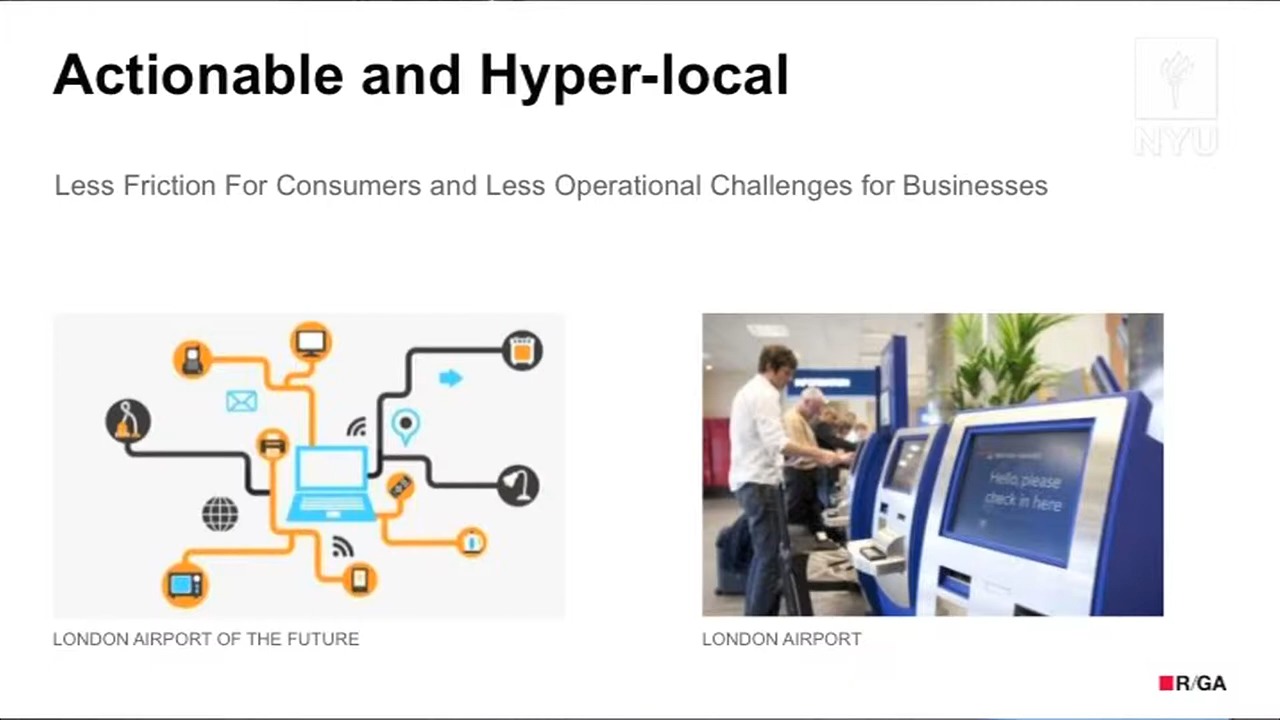 Actionable and Hyper-local
NYU
Less Friction For Consumers and Less Operational Challenges for Businesses
Hello, please
check in here
LONDON AIRPORT OF THE FUTURE
LONDON AIRPORT
R/GA